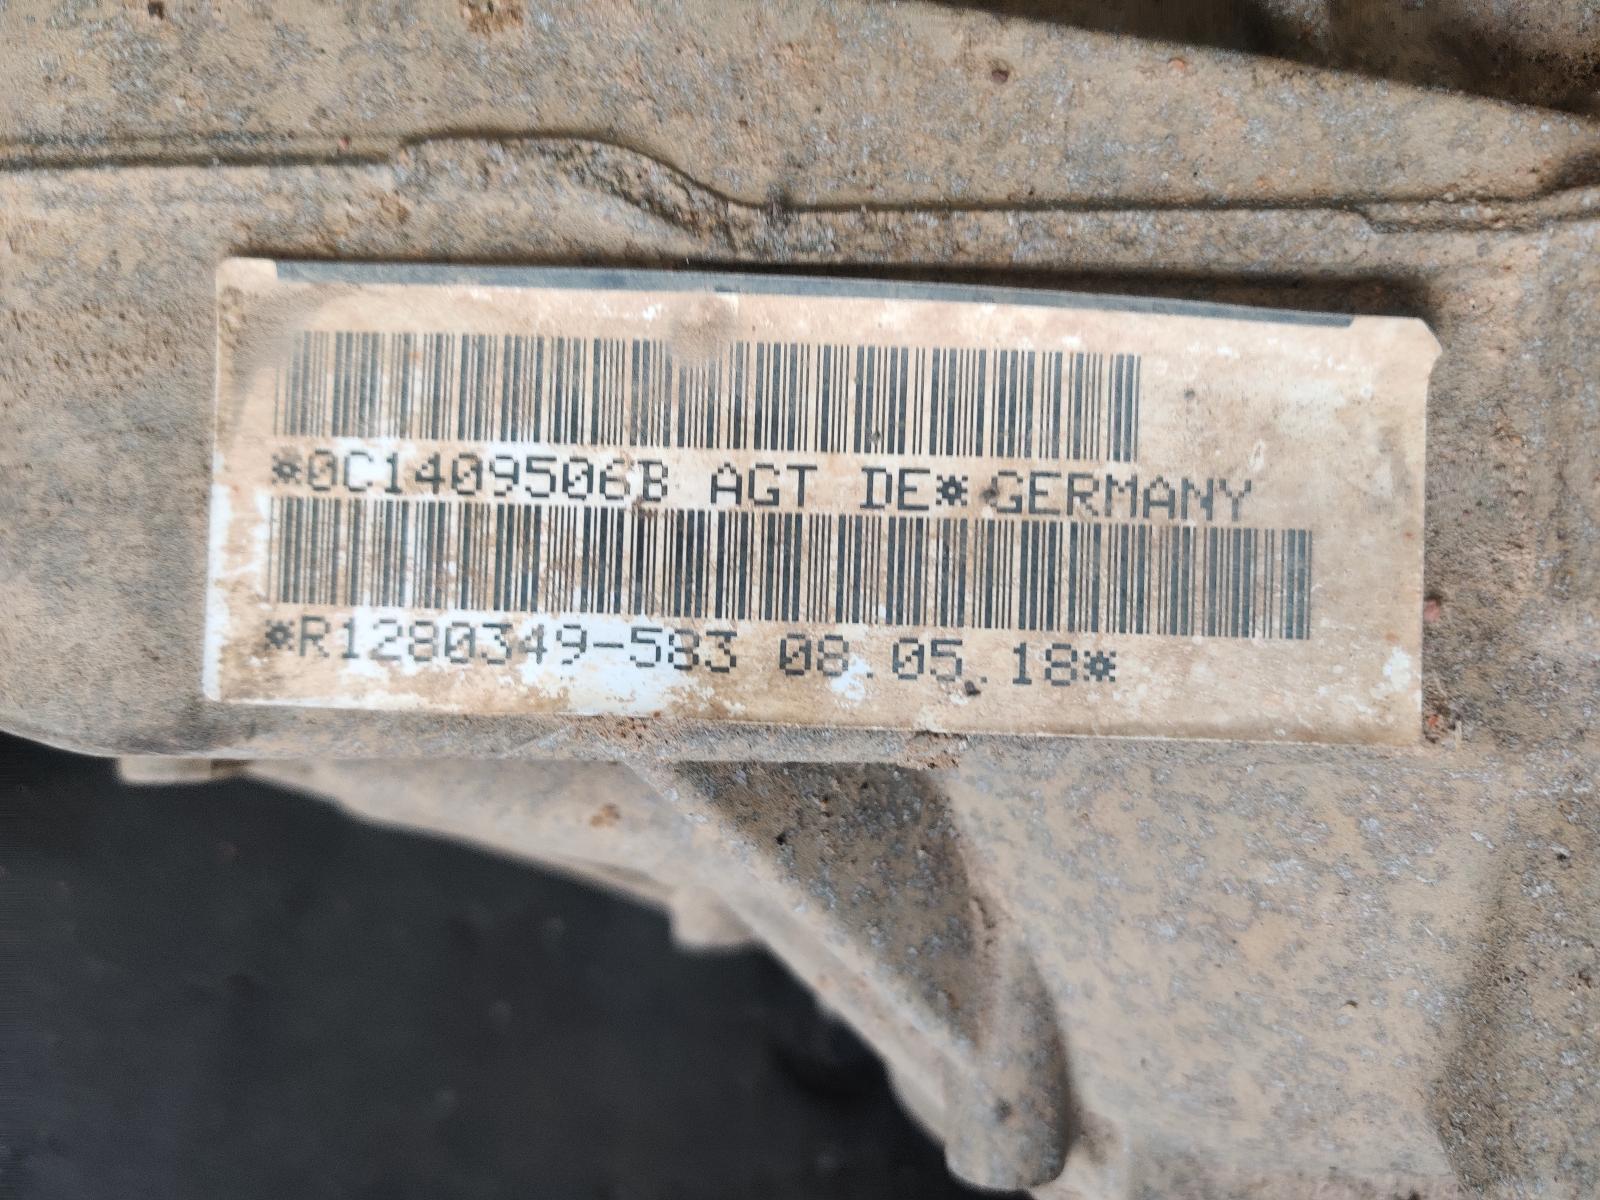 *0C1409506B AGT DE* GERMANY
*R1280349-583 08.05.18*